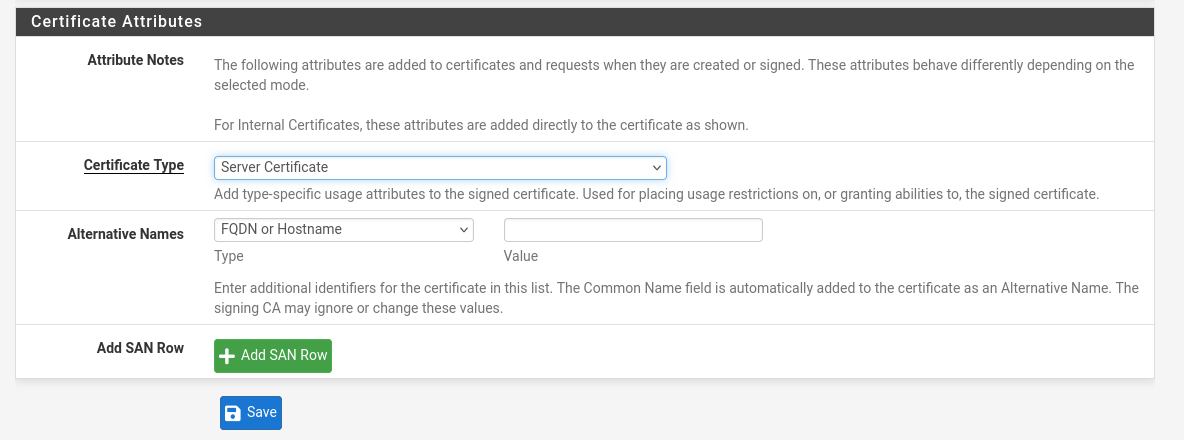 Certificate Attributes
Attribute Notes
The following attributes are added to certificates and requests when they are created or signed. These attributes behave differently depending on the
selected mode.
For Internal Certificates, these attributes are added directly to the certificate as shown.
Certificate Type
Server Certificate
Add type-specific usage attributes to the signed certificate. Used for placing usage restrictions on, or granting abilities to, the signed certificate.
Alternative Names
FQDN or Hostname
Type
Value
Enter additional identifiers for the certificate in this list. The Common Name field is automatically added to the certificate as an Alternative Name. The
signing CA may ignore or change these values.
Add SAN Row
Add SAN Row
Save